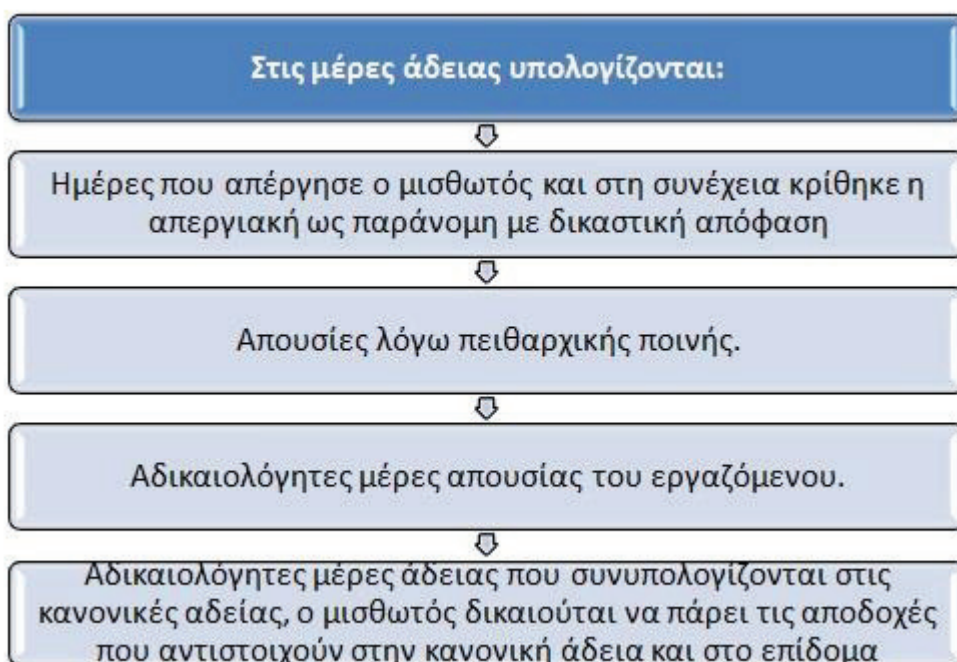 Στις μέρες άδειας υπολογίζονται:
Ημέρες που απέργησε ο μισθωτός και στη συνέχεια κρίθηκε η
απεργιακή ως παράνομη με δικαστική απόφαση
Απουσίες λόγω πειθαρχικής ποινής.
Αδικαιολόγητες μέρες απουσίας του εργαζόμενου.
Αδικαιολόγητες μέρες άδειας που συνυπολογίζονται στις
κανονικές αδείας, ο μισθωτός δικαιούται να πάρει τις αποδοχές
που αντιστοιχούν στην κανονική άδεια και στο επίδομα